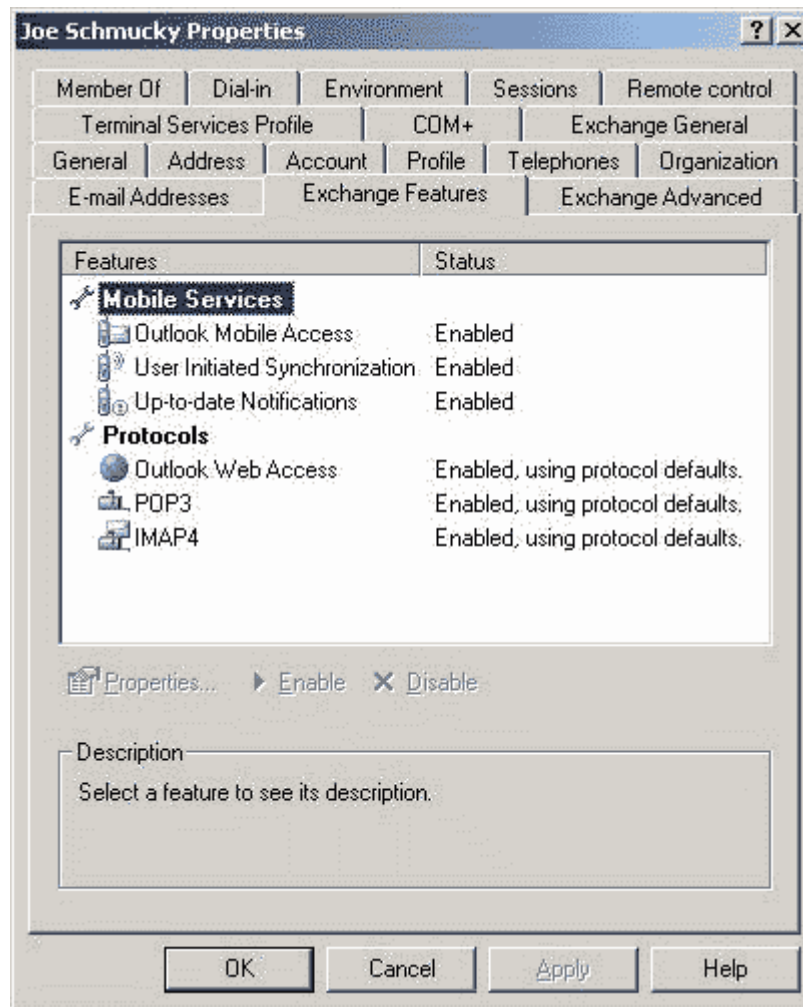 Joe Schmucky Properties
Member Of Dial-in Environment Sessions Remote control
Terminal Services Profile COM+ Exchange General
General Address Account Profile Telephones Organization
E-mail Addresses Exchange Features Exchange Advanced
Features Status
Mobile Services
Outlook Mobile Access Enabled
User Initiated Synchronization Enabled
Up-to-date Notifications Enabled
Protocols
Outlook Web Access Enabled, using protocol defaults.
POP3 Enabled, using protocol defaults.
IMAP4 Enabled, using protocol defaults.
Properties... Enable Disable
Description
Select a feature to see its description.
OK Cancel Apply Help